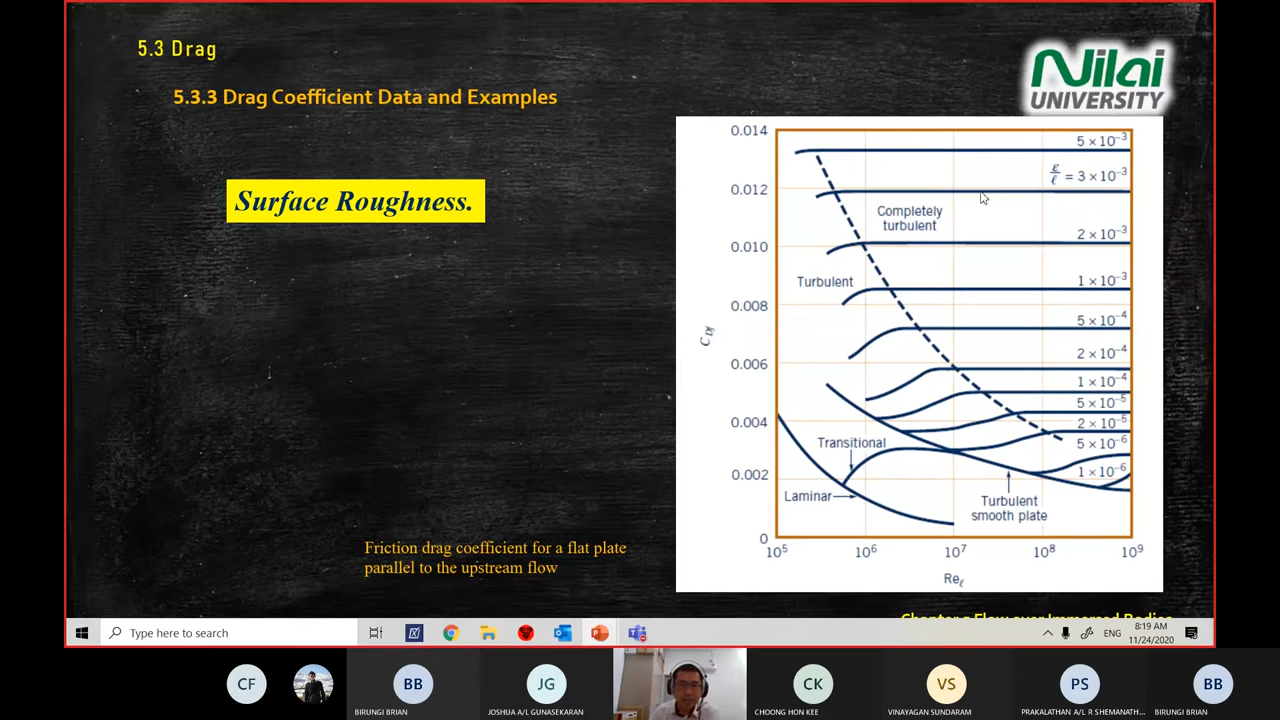 5.3 Drag
5.3.3 Drag Coefficient Data and Examples
Nilai
UNIVERSITY
Surface Roughness.
0.014
0.012
0.010
0.008
0.006
0.004
0.002
0
C_Df
5 × 10⁻³
ε/ℓ = 3 × 10⁻³
Completely
turbulent
2 × 10⁻³
Turbulent
1 × 10⁻³
5 × 10⁻⁴
2 × 10⁻⁴
1 × 10⁻⁴
5 × 10⁻⁵
2 × 10⁻⁵
Transitional
5 × 10⁻⁶
1 × 10⁻⁶
Laminar
Turbulent
smooth plate
10⁵ 10⁶ 10⁷ 10⁸ 10⁹
Re_ℓ
Friction drag coefficient for a flat plate
parallel to the upstream flow
Type here to search
ENG
8:19 AM
11/24/2020
CF
BB
BIRUNGI BRIAN
JG
JOSHUA A/L GUNASEKARAN
CK
CHOONG HON KEE
VS
VINAYAGAN SUNDARAM
PS
PRAKALATHAN A/L R SHEMANATH...
BB
BIRUNGI BRIAN